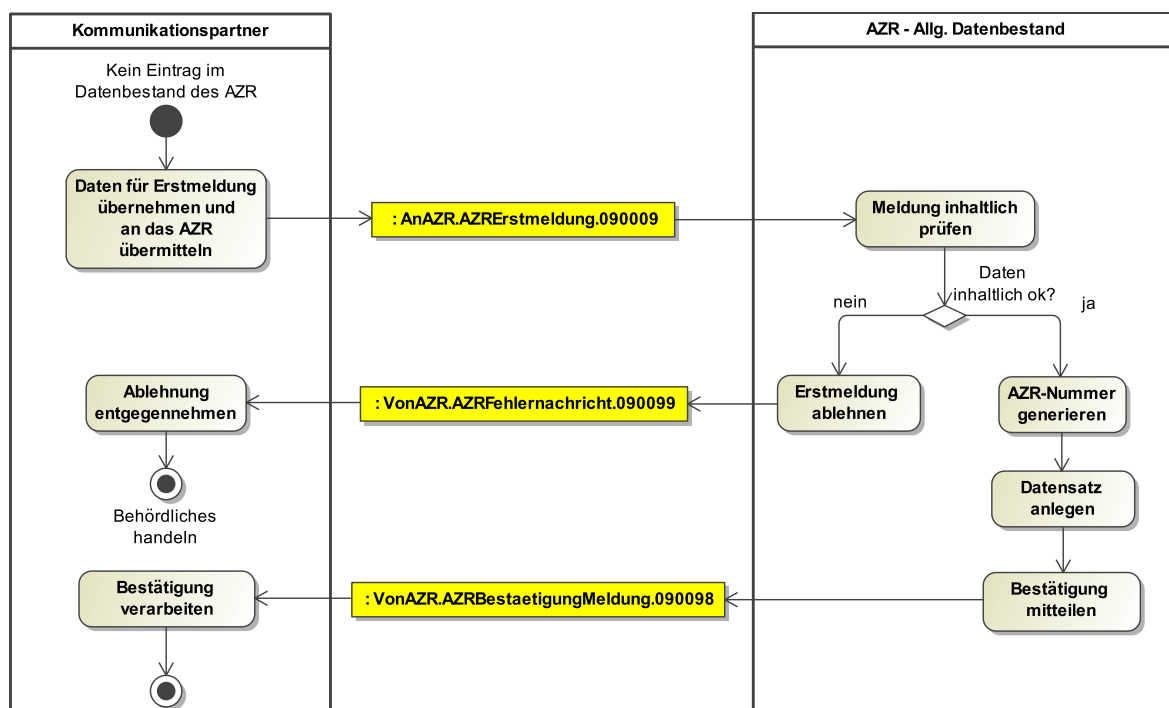 Kommunikationspartner
AZR - Allg. Datenbestand
Kein Eintrag im
Datenbestand des AZR
Daten für Erstmeldung
übernehmen und
an das AZR
übermitteln
: AnAZR.AZRErstmeldung.090009
Meldung inhaltlich
prüfen
Daten
inhaltlich ok?
nein
ja
Ablehnung
entgegennehmen
: VonAZR.AZRFehlernachricht.090099
Erstmeldung
ablehnen
AZR-Nummer
generieren
Behördliches
handeln
Datensatz
anlegen
Bestätigung
verarbeiten
: VonAZR.AZRBestaetigungMeldung.090098
Bestätigung
mitteilen